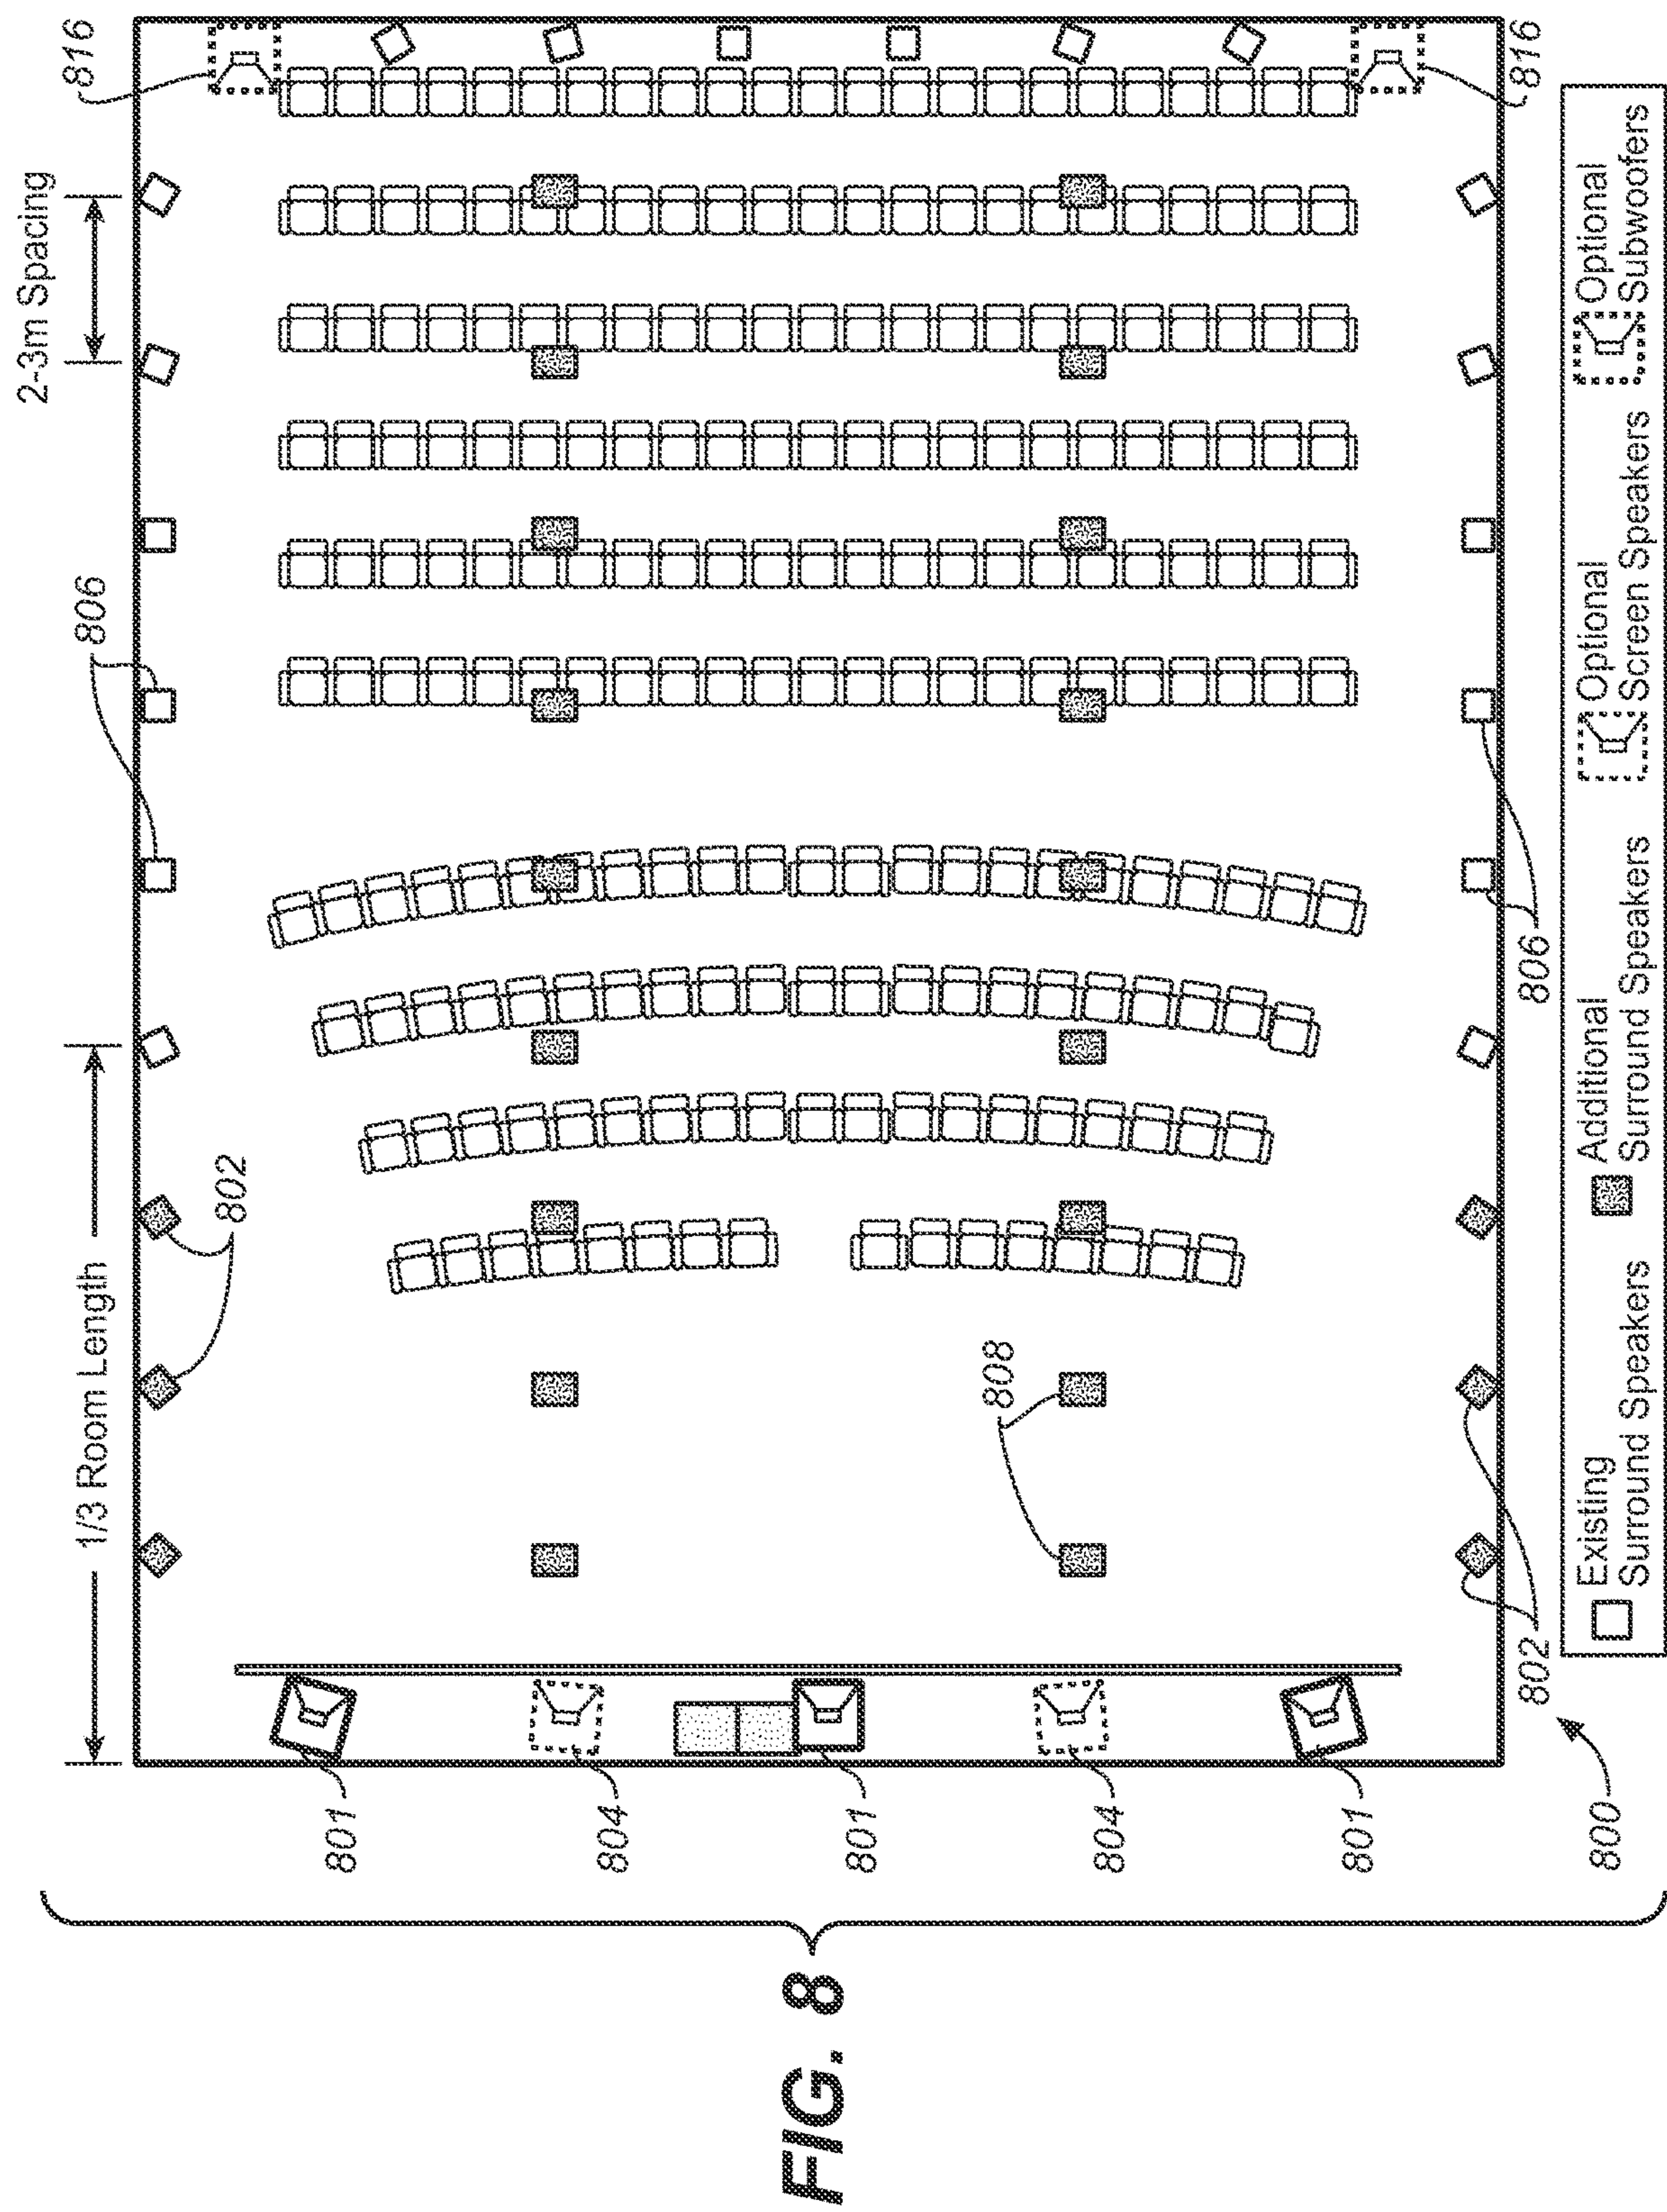 FIG. 8
1/3 Room Length
2-3m Spacing
816
806
802
808
801
804
801
804
801
816
806
802
800
Existing
Surround Speakers
Additional
Surround Speakers
Optional
Screen Speakers
Optional
Subwoofers